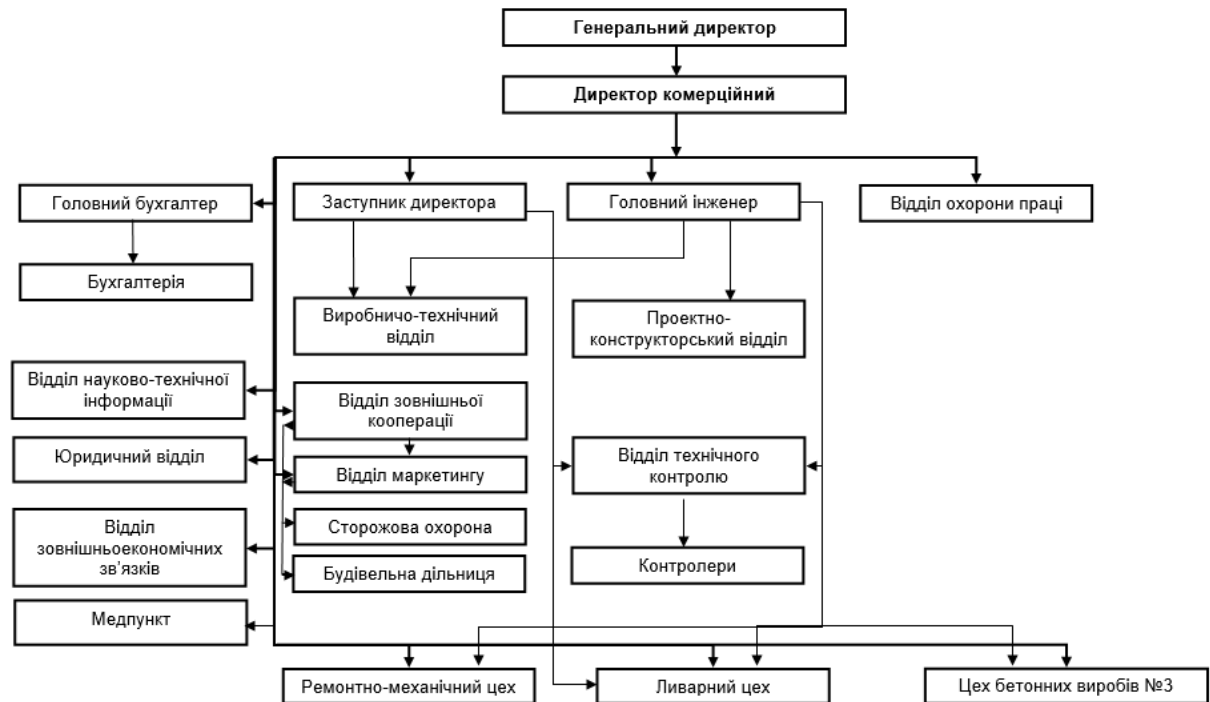 Генеральний директор
Директор комерційний
Головний бухгалтер
Заступник директора
Головний інженер
Відділ охорони праці
Бухгалтерія
Виробничо-технічний
відділ
Проектно-
конструкторський відділ
Відділ науково-технічної
інформації
Відділ зовнішньої
кооперації
Юридичний відділ
Відділ маркетингу
Відділ технічного
контролю
Сторожова охорона
Відділ
зовнішньоекономічних
зв’язків
Будівельна дільниця
Контролери
Медпункт
Ремонтно-механічний цех
Ливарний цех
Цех бетонних виробів №3